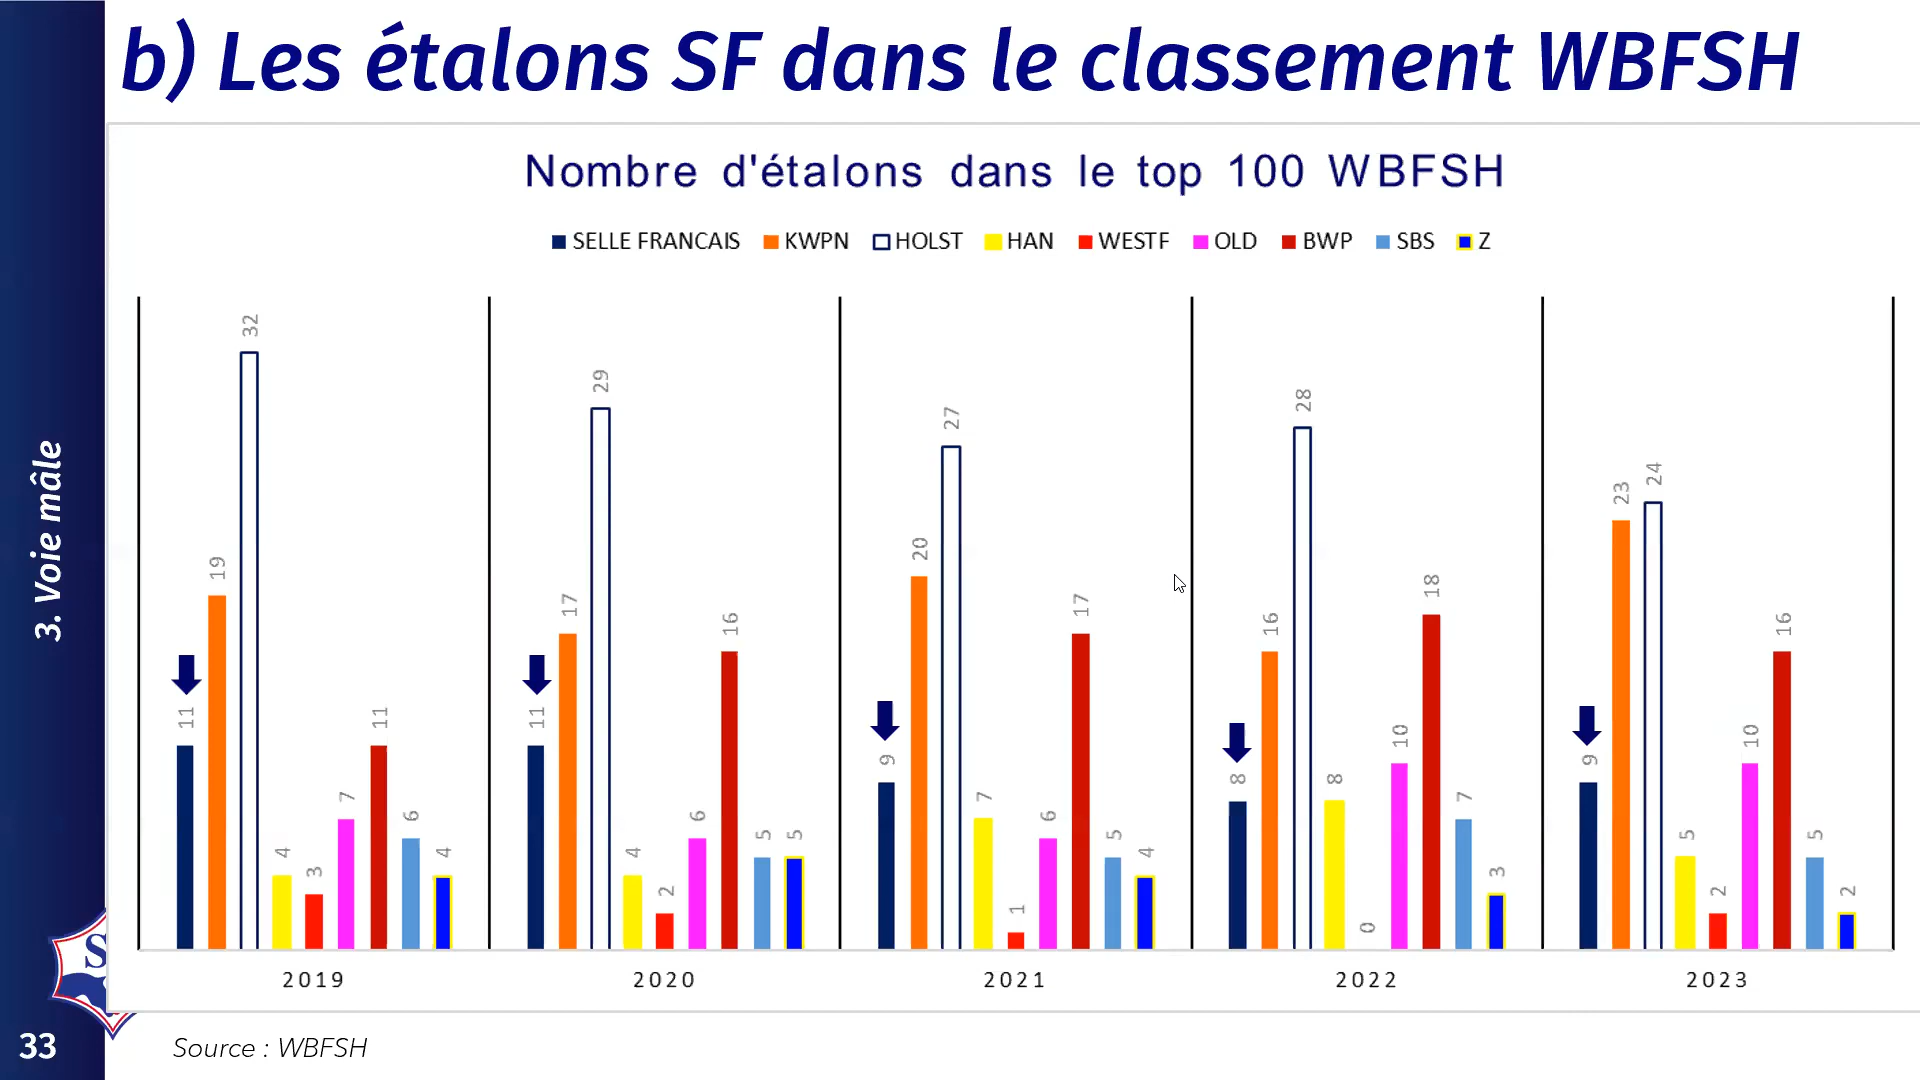 b) Les étalons SF dans le classement WBFSH
Nombre d'étalons dans le top 100 WBFSH
SELLE FRANCAIS KWPN HOLST HAN WESTF OLD BWP SBS Z
11 19 32 4 3 7 11 6 4
11 17 29 4 2 6 16 5 5
9 20 27 7 1 6 17 5 4
8 16 28 8 0 10 18 7 3
9 23 24 5 2 10 16 5 2
2019 2020 2021 2022 2023
3. Voie mâle
S
33
Source : WBFSH